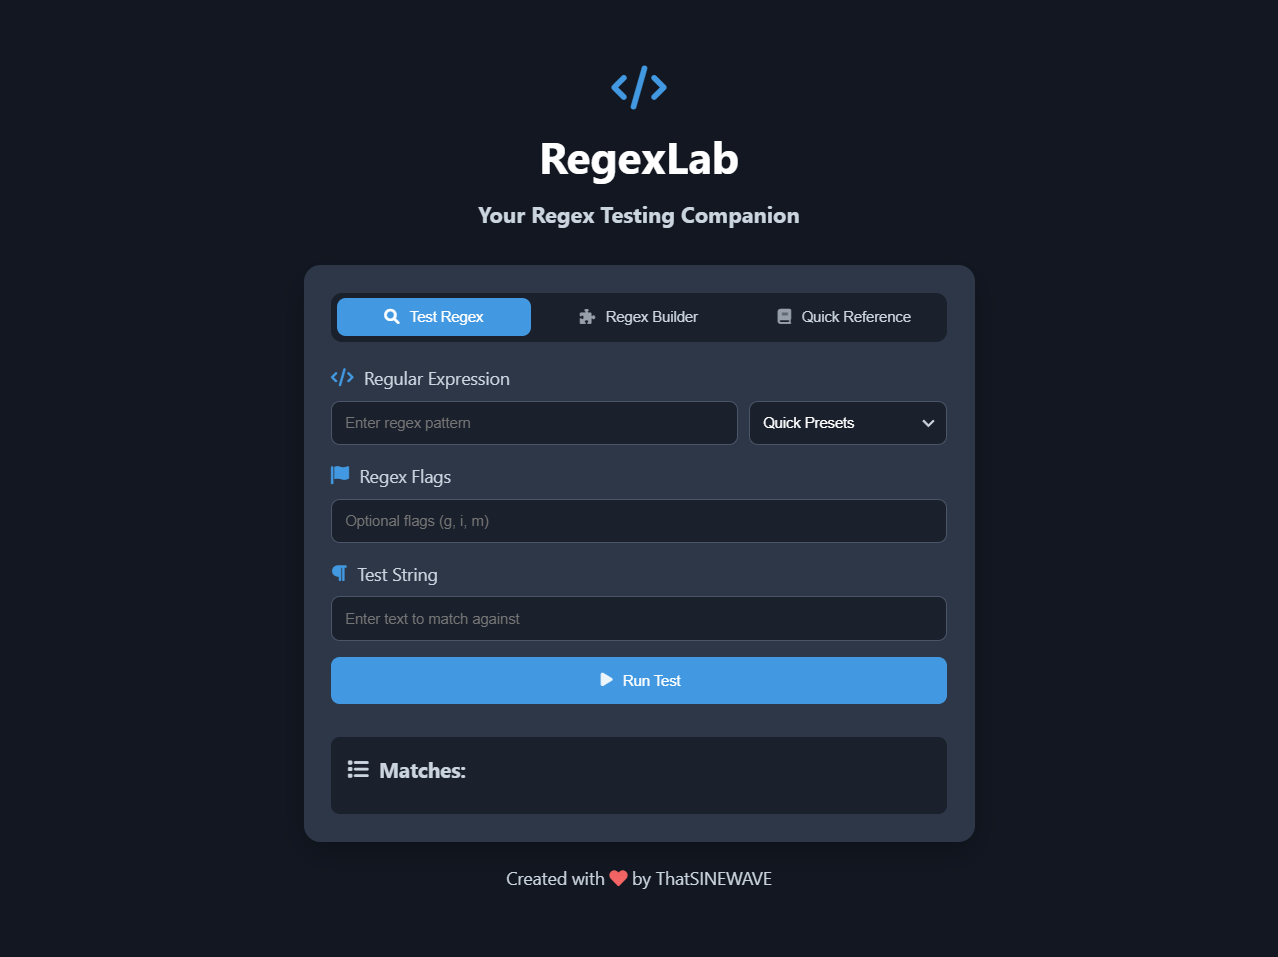 RegexLab
Your Regex Testing Companion
Test Regex
Regex Builder
Quick Reference
Regular Expression
Enter regex pattern
Quick Presets
Regex Flags
Optional flags (g, i, m)
Test String
Enter text to match against
Run Test
Matches:
Created with ❤ by ThatSINEWAVE